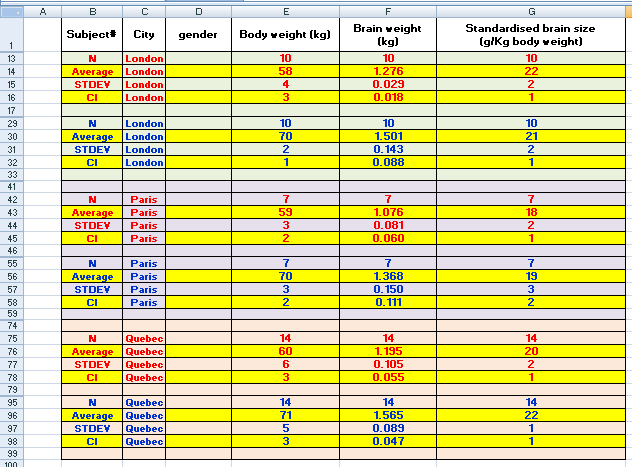 A B C D E F G
1 Subject# City gender Body weight (kg) Brain weight (kg) Standardised brain size (g/Kg body weight)
13 N London 10 10 10
14 Average London 58 1.276 22
15 STDEV London 4 0.029 2
16 CI London 3 0.018 1
17
29 N London 10 10 10
30 Average London 70 1.501 21
31 STDEV London 2 0.143 2
32 CI London 1 0.088 1
33
41
42 N Paris 7 7 7
43 Average Paris 59 1.076 18
44 STDEV Paris 3 0.081 2
45 CI Paris 2 0.060 1
46
55 N Paris 7 7 7
56 Average Paris 70 1.368 19
57 STDEV Paris 3 0.150 3
58 CI Paris 2 0.111 2
59
74
75 N Quebec 14 14 14
76 Average Quebec 60 1.195 20
77 STDEV Quebec 6 0.105 2
78 CI Quebec 3 0.055 1
79
95 N Quebec 14 14 14
96 Average Quebec 71 1.565 22
97 STDEV Quebec 5 0.089 1
98 CI Quebec 3 0.047 1
99
100